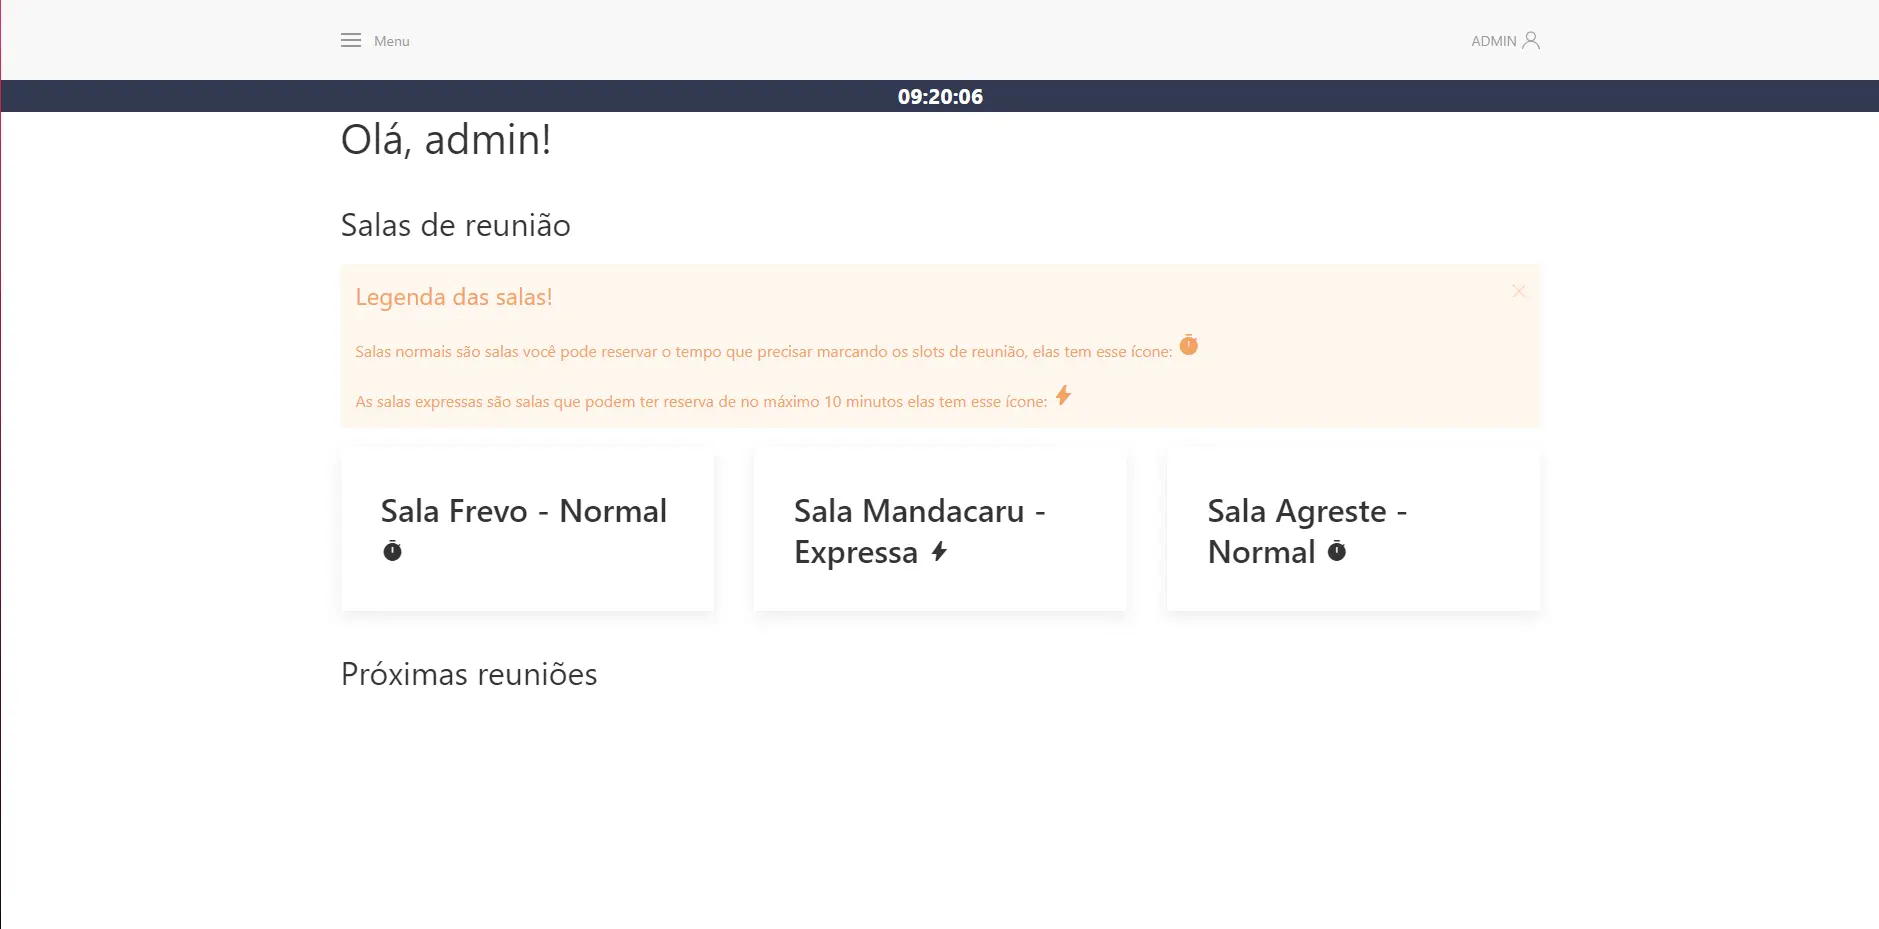 Menu
ADMIN
09:20:06
Olá, admin!
Salas de reunião
Legenda das salas!
Salas normais são salas você pode reservar o tempo que precisar marcando os slots de reunião, elas tem esse ícone:
As salas expressas são salas que podem ter reserva de no máximo 10 minutos elas tem esse ícone:
Sala Frevo - Normal
Sala Mandacaru -
Expressa
Sala Agreste -
Normal
Próximas reuniões